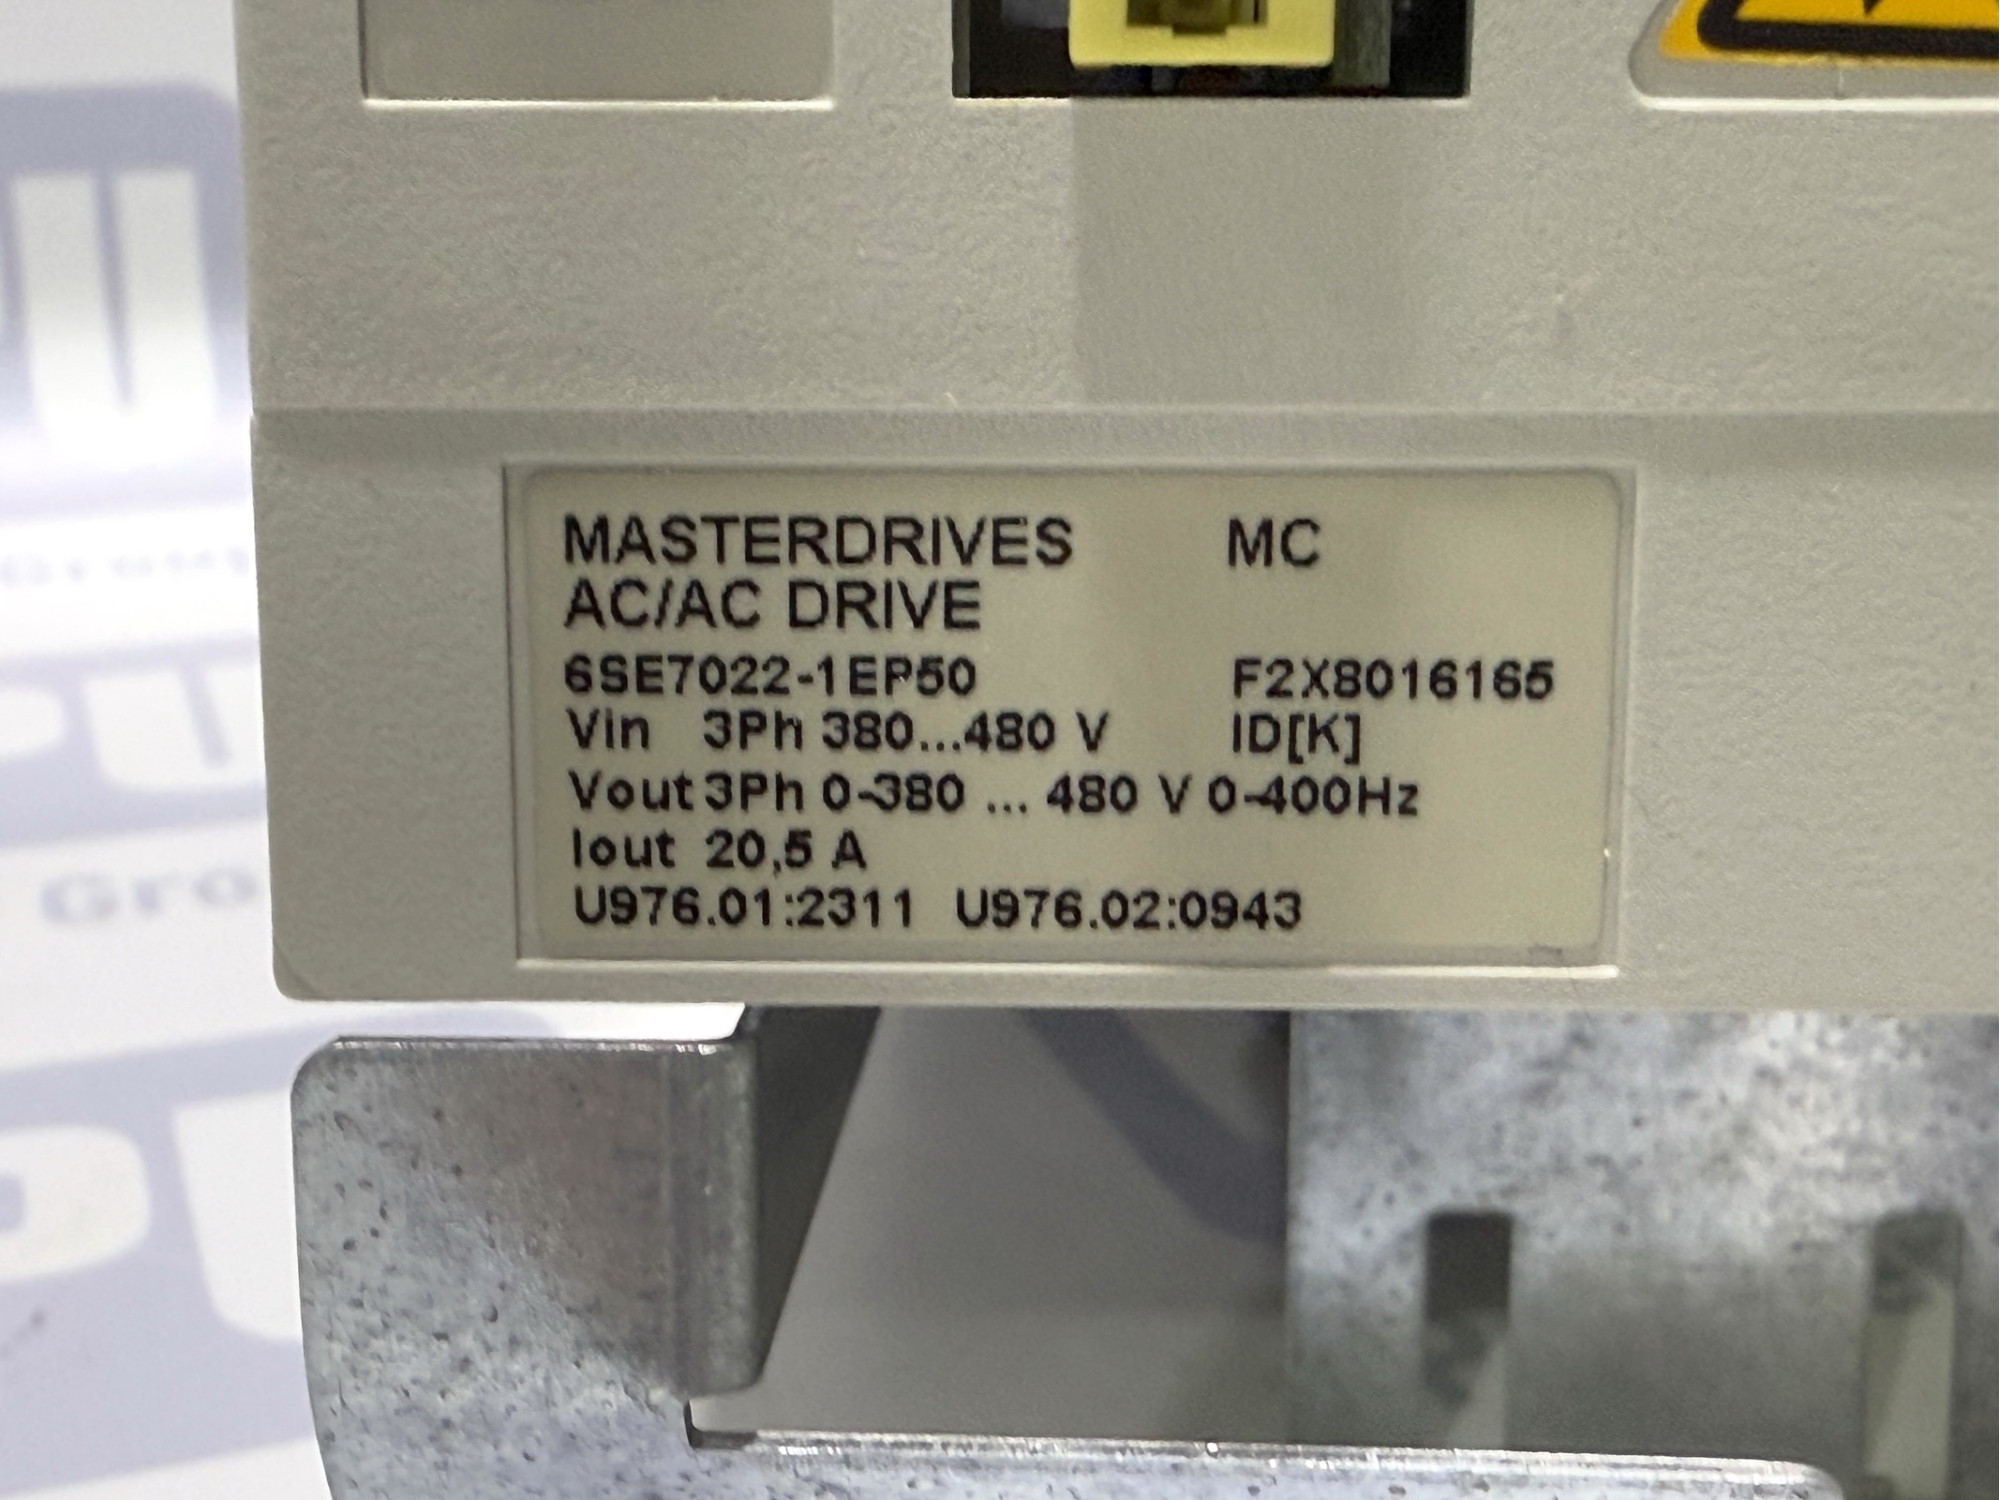 MASTERDRIVES MC
AC/AC DRIVE
6SE7022-1EP50 F2X8016165
Vin 3Ph 380...480 V ID[K]
Vout 3Ph 0-380 ... 480 V 0-400Hz
Iout 20,5 A
U976.01:2311 U976.02:0943